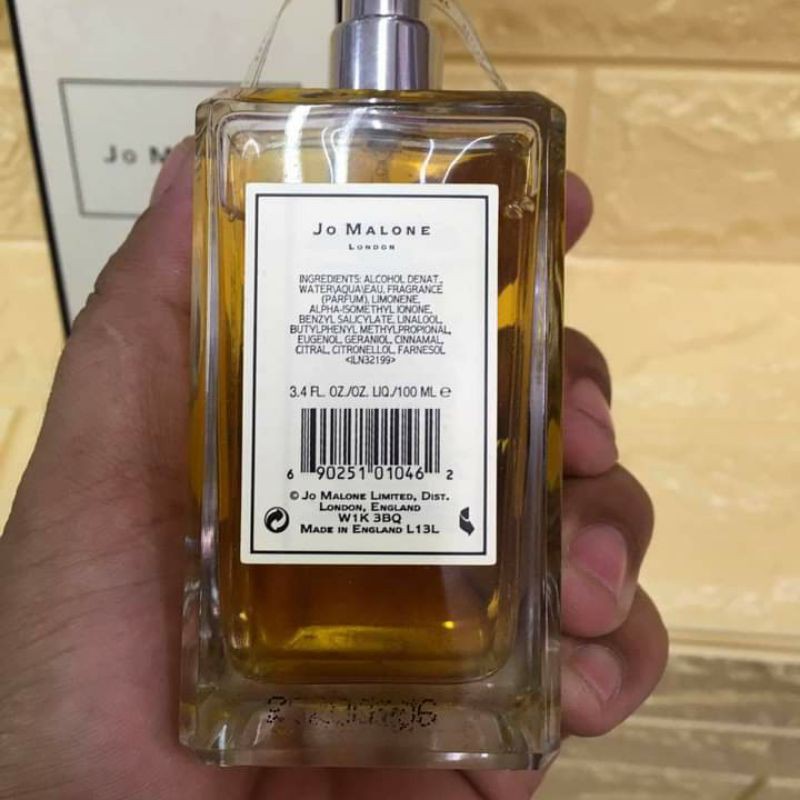 Jo M
JO MALONE
LONDON
INGREDIENTS: ALCOHOL DENAT.,
WATER\AQUA\EAU, FRAGRANCE
(PARFUM), LIMONENE,
ALPHA-ISOMETHYL IONONE,
BENZYL SALICYLATE, LINALOOL,
BUTYLPHENYL METHYLPROPIONAL,
EUGENOL, GERANIOL, CINNAMAL,
CITRAL, CITRONELLOL, FARNESOL
<ILN32199>
3.4 FL. OZ./OZ. LIQ./100 ML ℮
6 90251 01046 2
© JO MALONE LIMITED, DIST.
LONDON, ENGLAND
W1K 3BQ
MADE IN ENGLAND L13L